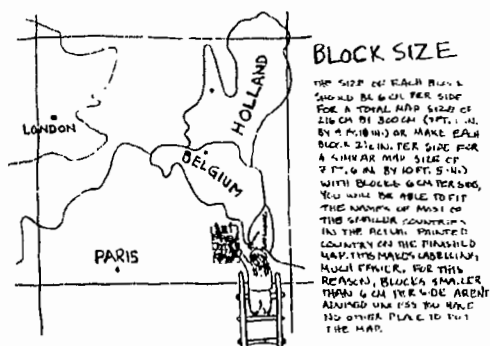 BLOCK SIZE
THE SIZE OF EACH BLOCK
SHOULD BE 6 CM PER SIDE
FOR A TOTAL MAP SIZE OF
216 CM BY 300 CM (7 FT. 1 IN.
BY 9 FT. 10 IN.) OR MAKE EACH
BLOCK 2½ IN. PER SIDE FOR
A SIMILAR MAP SIZE OF
7 FT. 6 IN BY 10 FT. 5 IN.)
WITH BLOCKS 6 CM PER SIDE,
YOU WILL BE ABLE TO FIT
THE NAMES OF MOST OF
THE SMALLER COUNTRIES
IN THE ACTUAL PAINTED
COUNTRY ON THE FINISHED
MAP. THIS MAKES LABELLING
MUCH EASIER. FOR THIS
REASON, BLOCKS SMALLER
THAN 6 CM PER SIDE ARENT
ADVISED UNLESS YOU HAVE
NO OTHER PLACE TO PUT
THE MAP.
LONDON
HOLLAND
BELGIUM
PARIS